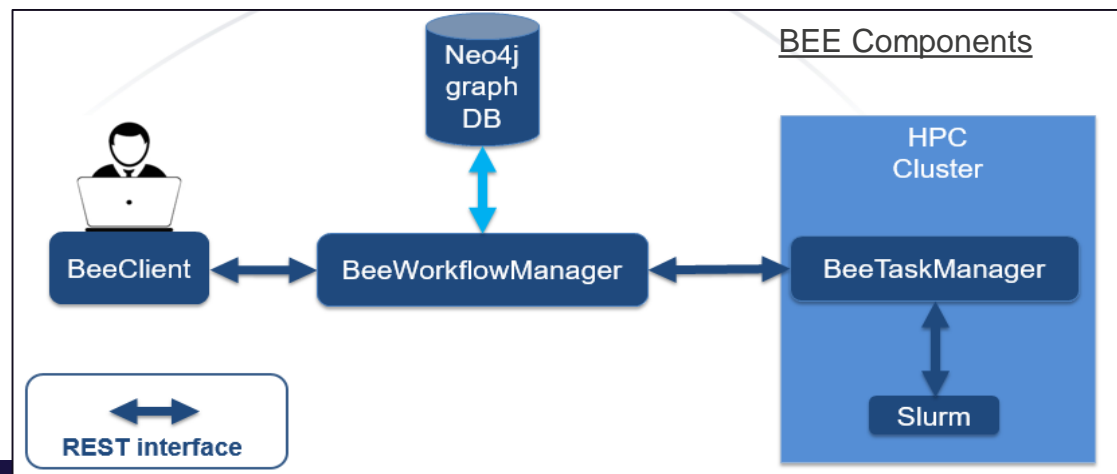 BEE Components
Neo4j
graph
DB
HPC
Cluster
BeeClient
BeeWorkflowManager
BeeTaskManager
Slurm
REST interface